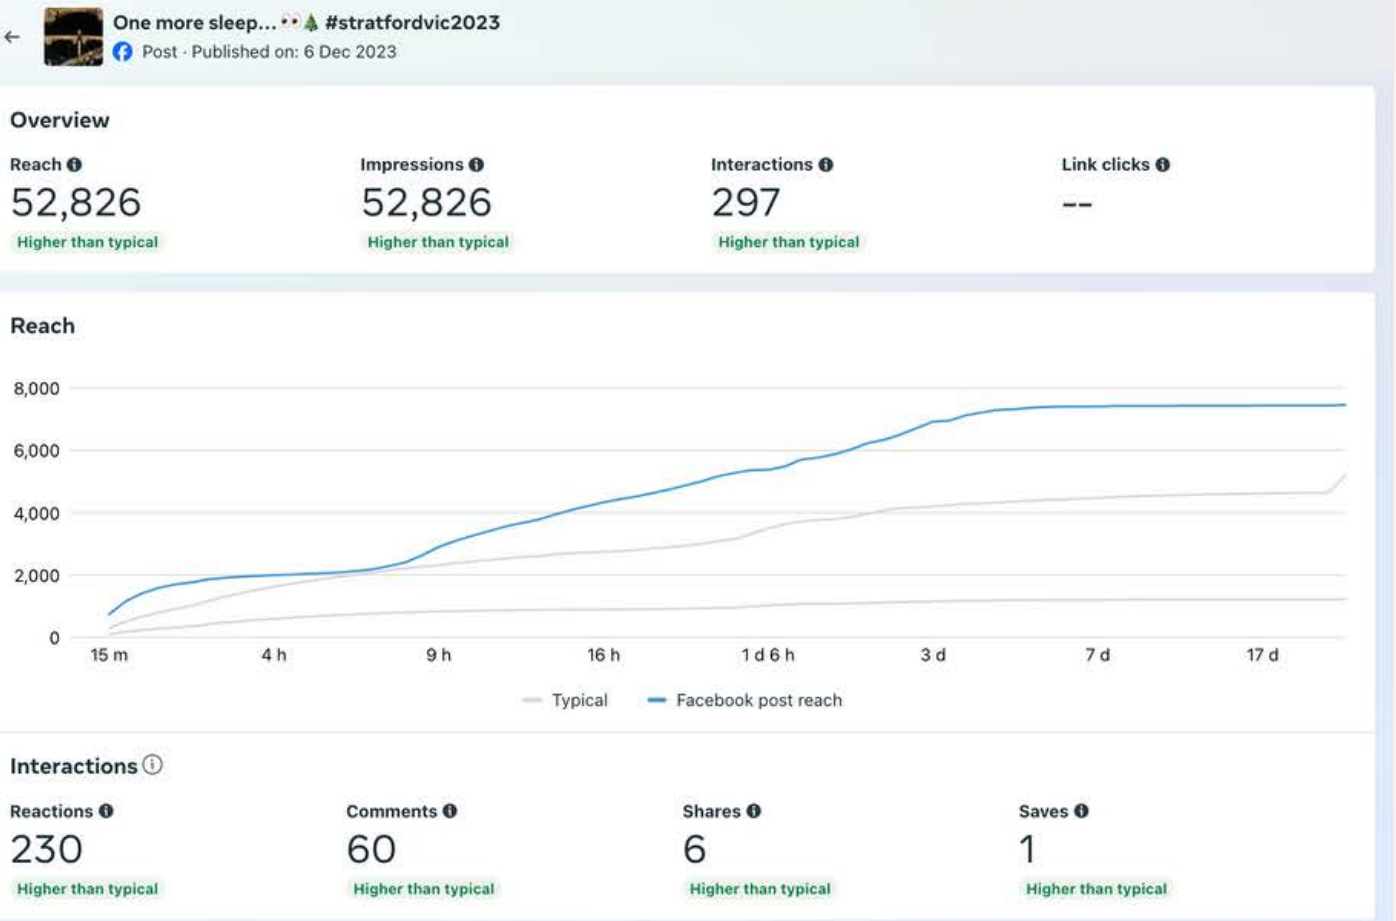 One more sleep... 👀🎄 #stratfordvic2023
Post · Published on: 6 Dec 2023
Overview
Reach Impressions Interactions Link clicks
52,826 52,826 297 --
Higher than typical Higher than typical Higher than typical
Reach
8,000
6,000
4,000
2,000
0
15 m 4 h 9 h 16 h 1 d 6 h 3 d 7 d 17 d
Typical Facebook post reach
Interactions
Reactions Comments Shares Saves
230 60 6 1
Higher than typical Higher than typical Higher than typical Higher than typical